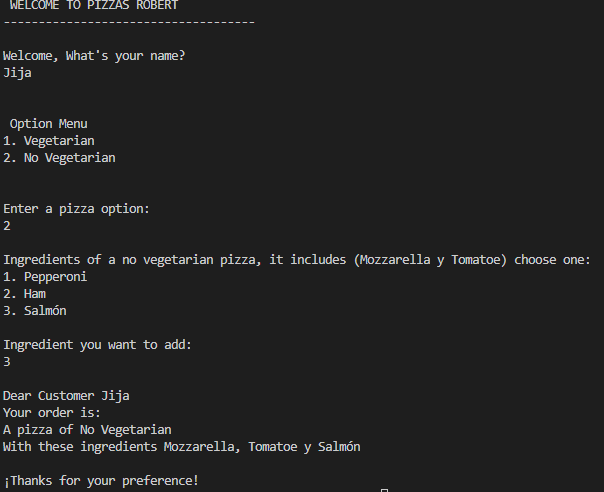 WELCOME TO PIZZAS ROBERT
------------------------------------
Welcome, What's your name?
Jija
Option Menu
1. Vegetarian
2. No Vegetarian
Enter a pizza option:
2
Ingredients of a no vegetarian pizza, it includes (Mozzarella y Tomatoe) choose one:
1. Pepperoni
2. Ham
3. Salmón
Ingredient you want to add:
3
Dear Customer Jija
Your order is:
A pizza of No Vegetarian
With these ingredients Mozzarella, Tomatoe y Salmón
¡Thanks for your preference!